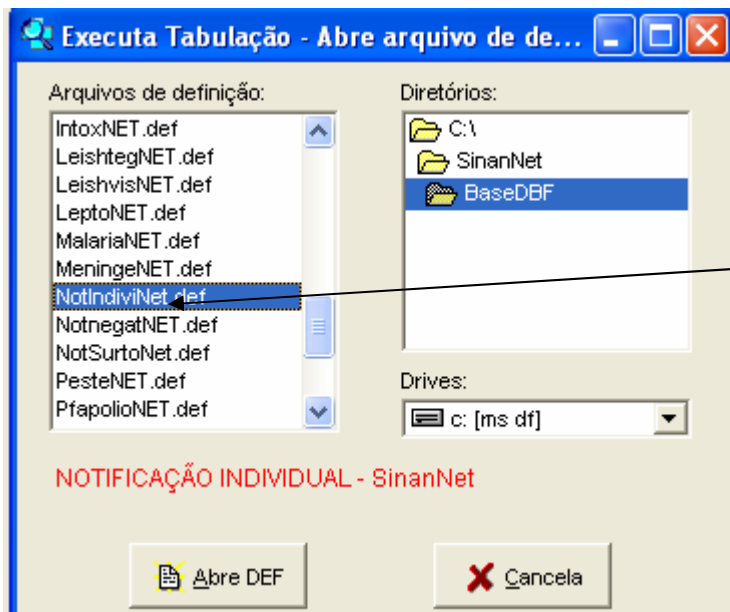 Executa Tabulação - Abre arquivo de de...
Arquivos de definição:
IntoxNET.def
LeishtegNET.def
LeishvisNET.def
LeptoNET.def
MalariaNET.def
MeningeNET.def
NotIndiviNet.def
NotnegatNET.def
NotSurtoNet.def
PesteNET.def
PfapolioNET.def
Diretórios:
C:\
SinanNet
BaseDBF
Drives:
c: [ms df]
NOTIFICAÇÃO INDIVIDUAL - SinanNet
Abre DEF
Cancela